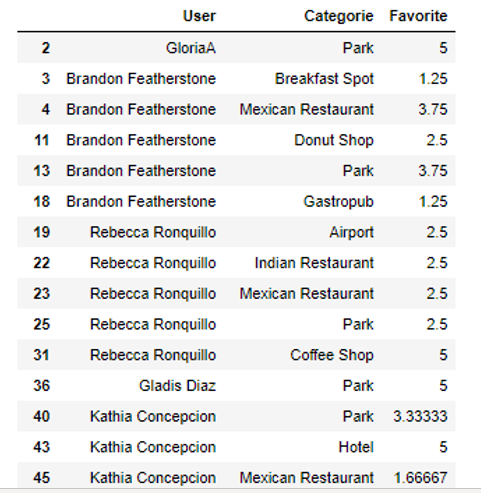 User Categorie Favorite
2 GloriaA Park 5
3 Brandon Featherstone Breakfast Spot 1.25
4 Brandon Featherstone Mexican Restaurant 3.75
11 Brandon Featherstone Donut Shop 2.5
13 Brandon Featherstone Park 3.75
18 Brandon Featherstone Gastropub 1.25
19 Rebecca Ronquillo Airport 2.5
22 Rebecca Ronquillo Indian Restaurant 2.5
23 Rebecca Ronquillo Mexican Restaurant 2.5
25 Rebecca Ronquillo Park 2.5
31 Rebecca Ronquillo Coffee Shop 5
36 Gladis Diaz Park 5
40 Kathia Concepcion Park 3.33333
43 Kathia Concepcion Hotel 5
45 Kathia Concepcion Mexican Restaurant 1.66667